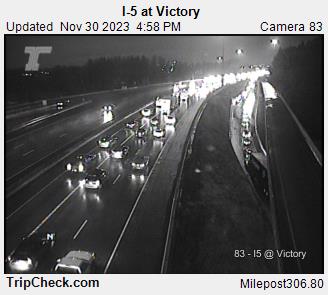 I-5 at Victory
Updated Nov 30 2023 4:58 PM Camera 83
T
N
83 - I5 @ Victory
TripCheck.com Milepost306.80